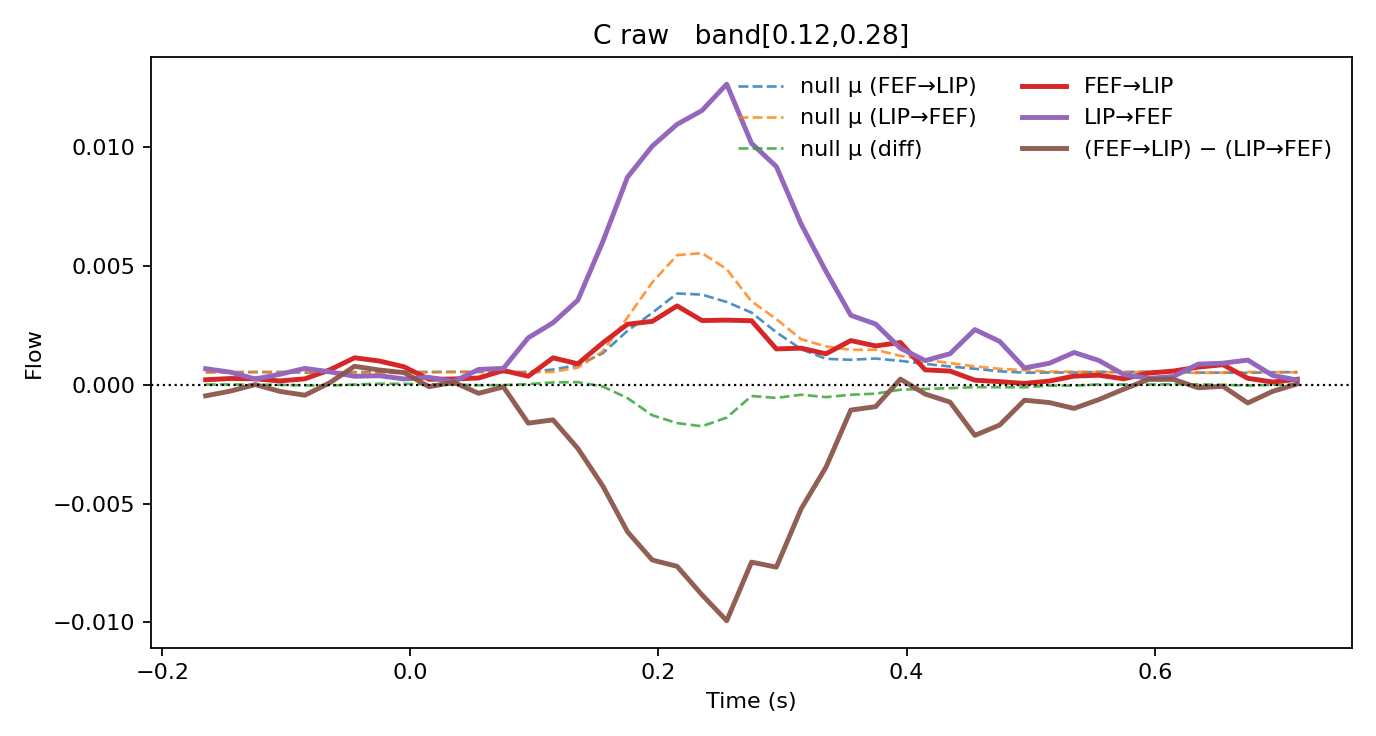 C raw   band[0.12,0.28]
null μ (FEF→LIP)
null μ (LIP→FEF)
null μ (diff)
FEF→LIP
LIP→FEF
(FEF→LIP) − (LIP→FEF)
Flow
0.010
0.005
0.000
−0.005
−0.010
−0.2
0.0
0.2
0.4
0.6
Time (s)